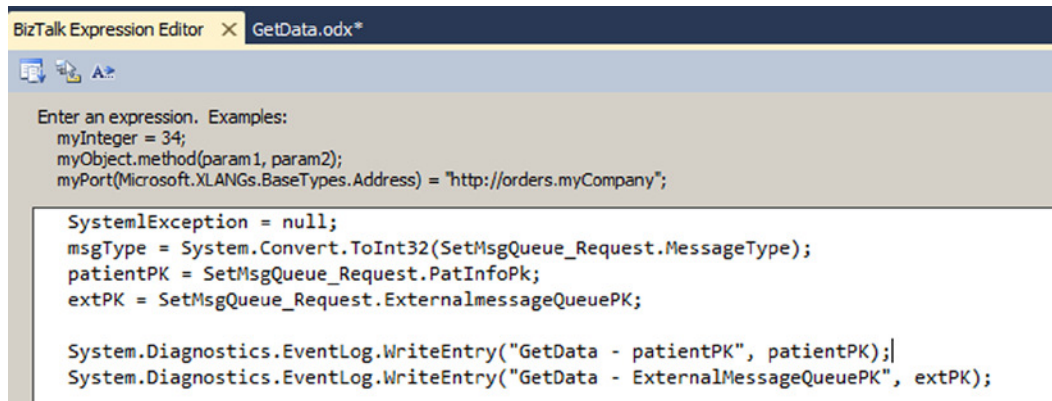 BizTalk Expression Editor × GetData.odx*
Enter an expression. Examples:
myInteger = 34;
myObject.method(param1, param2);
myPort(Microsoft.XLANGs.BaseTypes.Address) = "http://orders.myCompany";
SystemlException = null;
msgType = System.Convert.ToInt32(SetMsgQueue_Request.MessageType);
patientPK = SetMsgQueue_Request.PatInfoPk;
extPK = SetMsgQueue_Request.ExternalmessageQueuePK;
System.Diagnostics.EventLog.WriteEntry("GetData - patientPK", patientPK);
System.Diagnostics.EventLog.WriteEntry("GetData - ExternalMessageQueuePK", extPK);